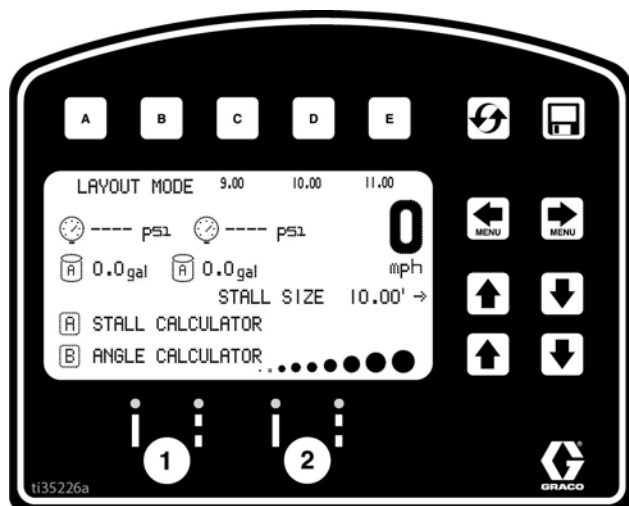 A B C D E
LAYOUT MODE 9.00 10.00 11.00
---- psi ---- psi 0
A 0.0gal A 0.0gal mph
STALL SIZE 10.00' →
A STALL CALCULATOR
B ANGLE CALCULATOR
MENU MENU
1 2
ti35226a
GRACO